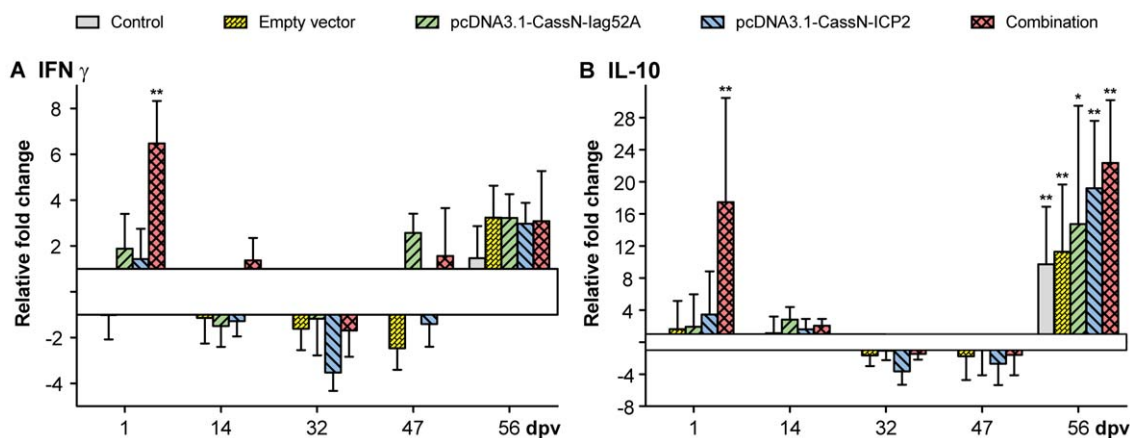 Control Empty vector pcDNA3.1-CassN-Iag52A pcDNA3.1-CassN-ICP2 Combination
A IFN γ
Relative fold change
8
6
4
2
-2
-4
**
1 14 32 47 56 dpv
B IL-10
Relative fold change
28
24
20
16
12
8
4
-4
-8
**
** ** * ** **
1 14 32 47 56 dpv